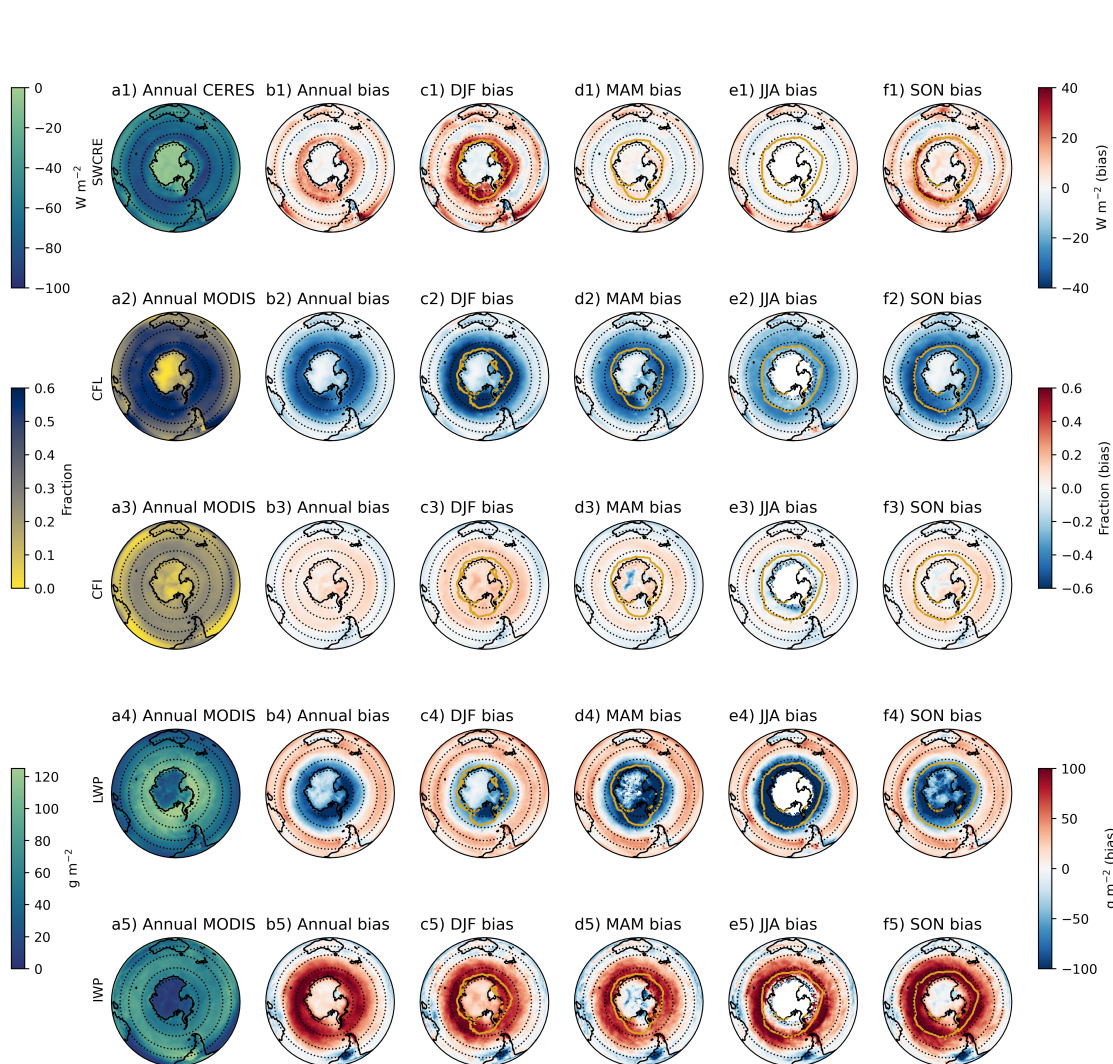 a1) Annual CERES b1) Annual bias c1) DJF bias d1) MAM bias e1) JJA bias f1) SON bias
0
−20
−40
−60
−80
−100
W m⁻²
SWCRE
40
20
0
−20
−40
W m⁻² (bias)
a2) Annual MODIS b2) Annual bias c2) DJF bias d2) MAM bias e2) JJA bias f2) SON bias
CFL
0.6
0.5
0.4
0.3
0.2
0.1
0.0
Fraction
0.6
0.4
0.2
0.0
−0.2
−0.4
−0.6
Fraction (bias)
a3) Annual MODIS b3) Annual bias c3) DJF bias d3) MAM bias e3) JJA bias f3) SON bias
CFI
a4) Annual MODIS b4) Annual bias c4) DJF bias d4) MAM bias e4) JJA bias f4) SON bias
LWP
120
100
80
60
40
20
0
g m⁻²
100
50
0
−50
−100
g m⁻² (bias)
a5) Annual MODIS b5) Annual bias c5) DJF bias d5) MAM bias e5) JJA bias f5) SON bias
IWP